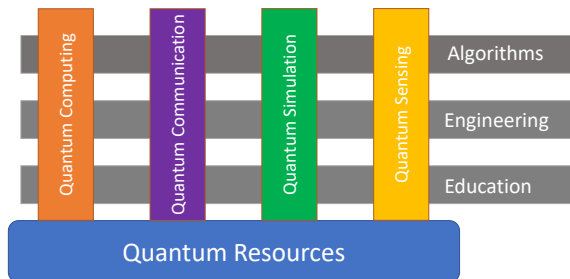 Quantum Computing
Quantum Communication
Quantum Simulation
Quantum Sensing
Algorithms
Engineering
Education
Quantum Resources